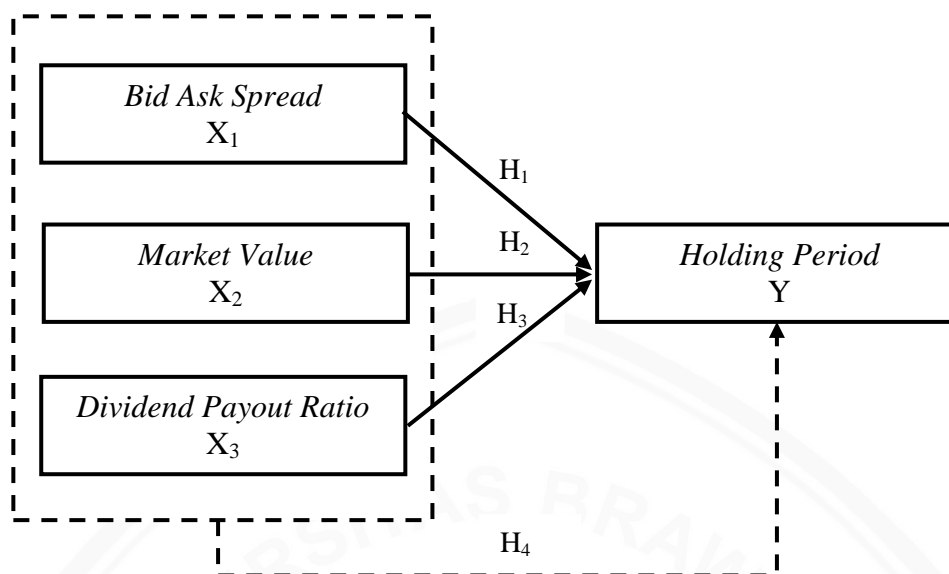 Bid Ask Spread
X₁
H₁
Market Value
X₂
H₂
Holding Period
Y
H₃
Dividend Payout Ratio
X₃
H₄